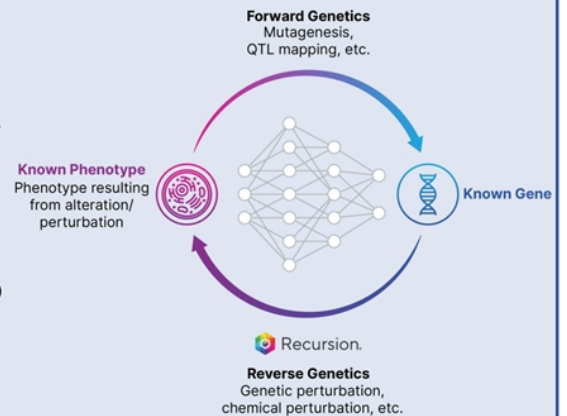 Forward Genetics
Mutagenesis,
QTL mapping, etc.
Known Phenotype
Phenotype resulting
from alteration/
perturbation
Known Gene
Recursion.
Reverse Genetics
Genetic perturbation,
chemical perturbation, etc.